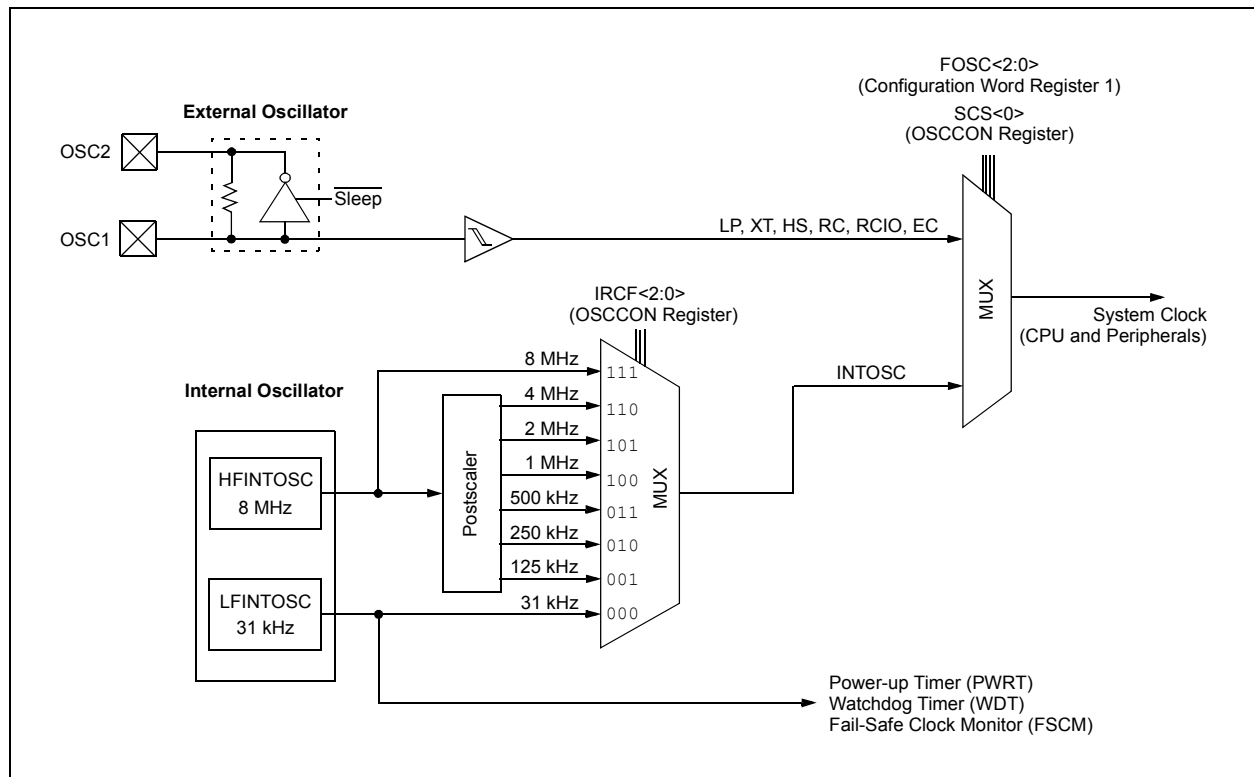 FOSC<2:0>
(Configuration Word Register 1)
SCS<0>
(OSCCON Register)
External Oscillator
OSC2
Sleep
OSC1
LP, XT, HS, RC, RCIO, EC
MUX
System Clock
(CPU and Peripherals)
IRCF<2:0>
(OSCCON Register)
INTOSC
Internal Oscillator
HFINTOSC
8 MHz
LFINTOSC
31 kHz
Postscaler
8 MHz
4 MHz
2 MHz
1 MHz
500 kHz
250 kHz
125 kHz
31 kHz
111
110
101
100
011
010
001
000
MUX
Power-up Timer (PWRT)
Watchdog Timer (WDT)
Fail-Safe Clock Monitor (FSCM)